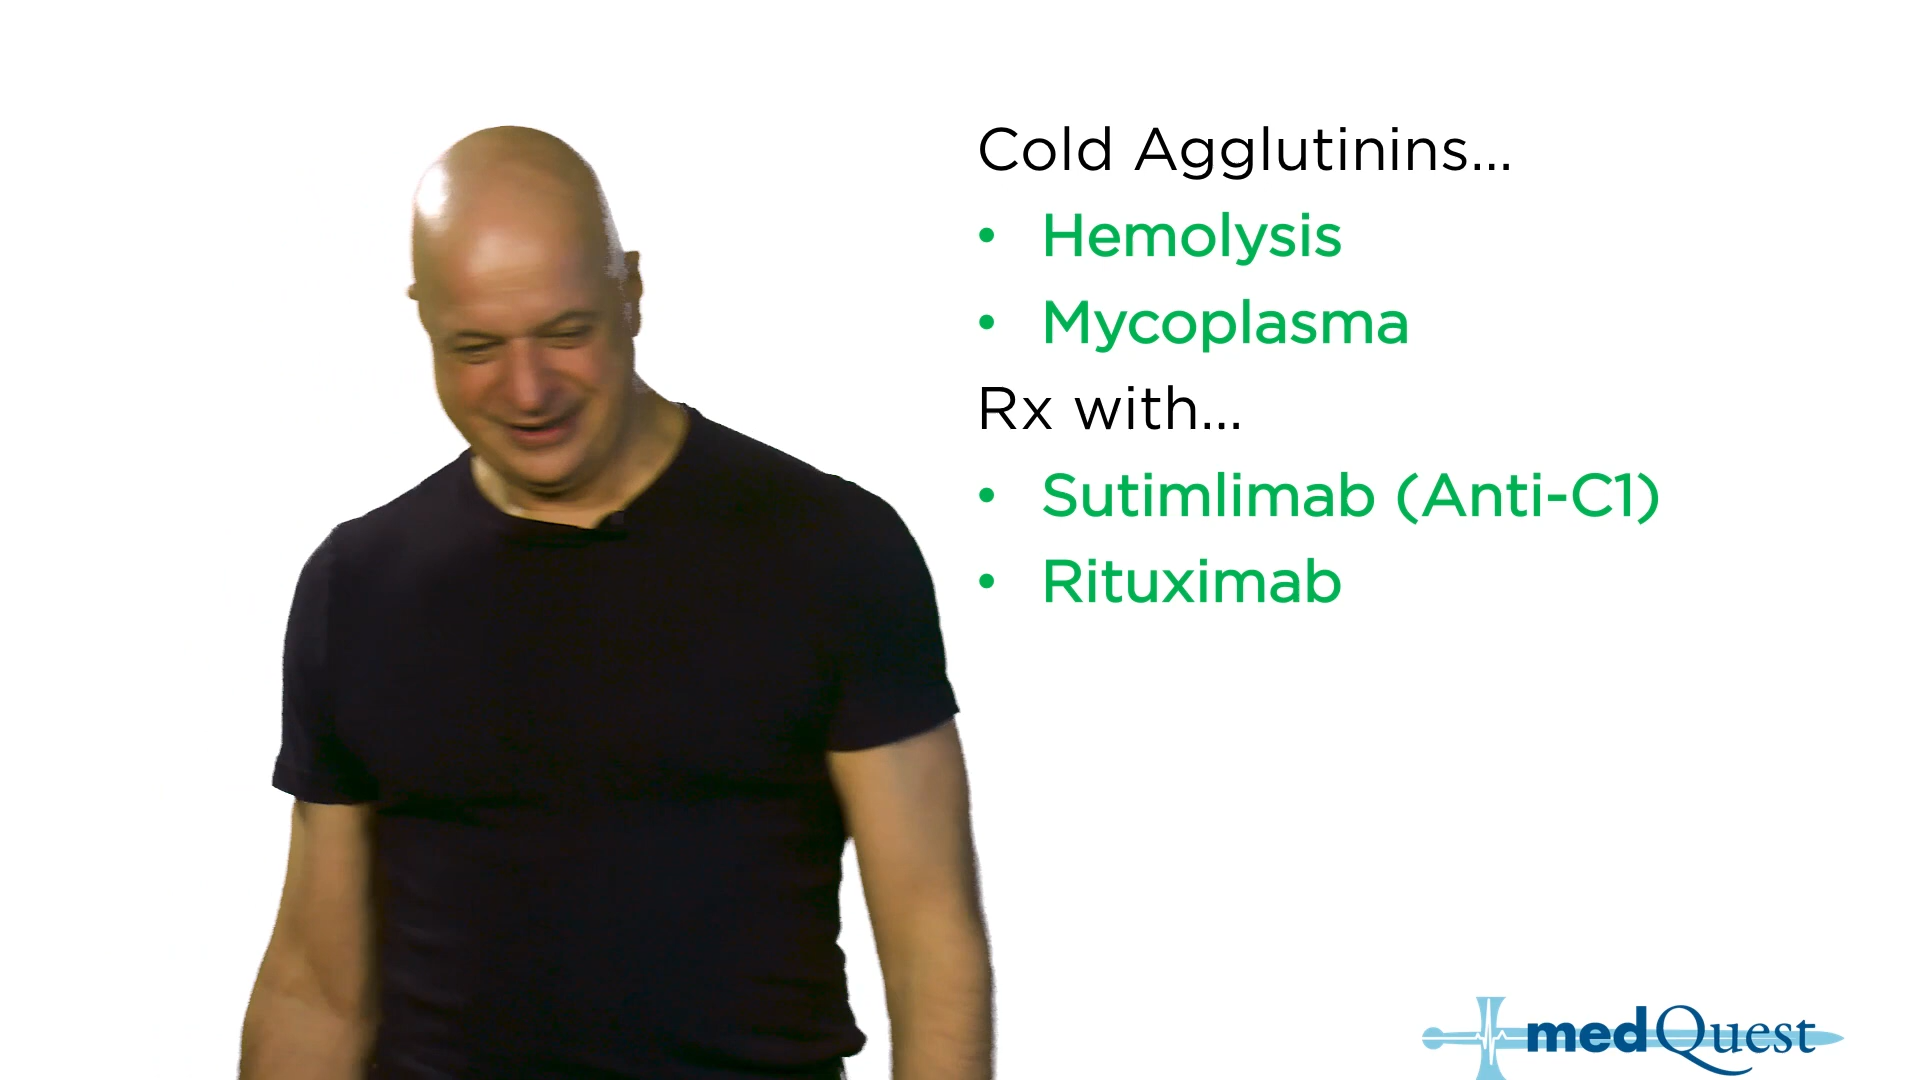 Cold Agglutinins...
• Hemolysis
• Mycoplasma
Rx with...
• Sutimlimab (Anti-C1)
• Rituximab
medQuest